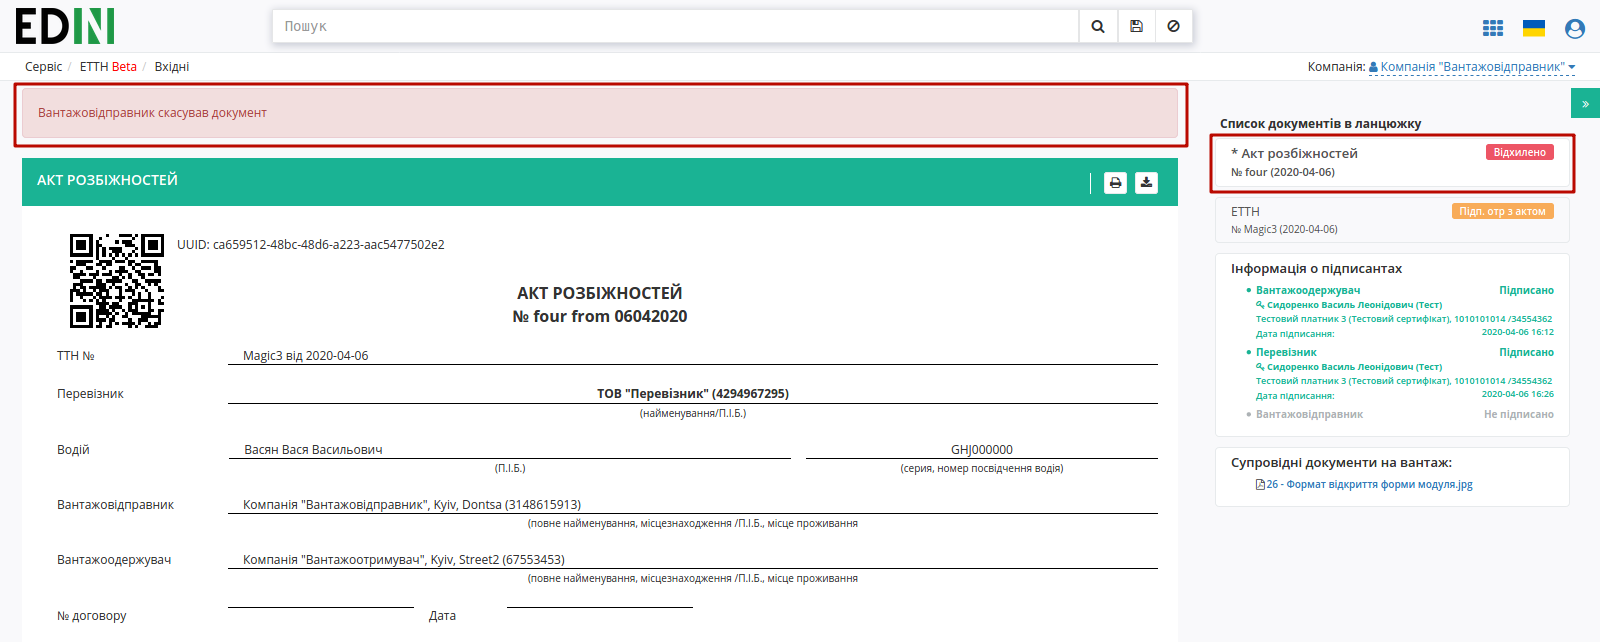 EDIN
Пошук
Сервіс / ЕТТН Beta / Вхідні
Компанія: Компанія "Вантажовідправник"
Вантажовідправник скасував документ
»
Список документів в ланцюжку
* Акт розбіжностей Відхилено
№ four (2020-04-06)
ЕТТН Підп. отр з актом
№ Magic3 (2020-04-06)
Інформація о підписантах
Вантажоодержувач Підписано
Сидоренко Василь Леонідович (Тест)
Тестовий платник 3 (Тестовий сертифікат), 1010101014 /34554362
Дата підписання: 2020-04-06 16:12
Перевізник Підписано
Сидоренко Василь Леонідович (Тест)
Тестовий платник 3 (Тестовий сертифікат), 1010101014 /34554362
Дата підписання: 2020-04-06 16:26
Вантажовідправник Не підписано
Супровідні документи на вантаж:
26 - Формат відкриття форми модуля.jpg
АКТ РОЗБІЖНОСТЕЙ
UUID: ca659512-48bc-48d6-a223-aac5477502e2
АКТ РОЗБІЖНОСТЕЙ
№ four from 06042020
ТТН № Magic3 від 2020-04-06
Перевізник ТОВ "Перевізник" (4294967295)
(найменування/П.І.Б.)
Водій Васян Вася Васильович GHJ000000
(П.І.Б.) (серия, номер посвідчення водія)
Вантажовідправник Компанія "Вантажовідправник", Kyiv, Dontsa (3148615913)
(повне найменування, місцезнаходження /П.І.Б., місце проживання
Вантажоодержувач Компанія "Вантажоотримувач", Kyiv, Street2 (67553453)
(повне найменування, місцезнаходження /П.І.Б., місце проживання
№ договору Дата